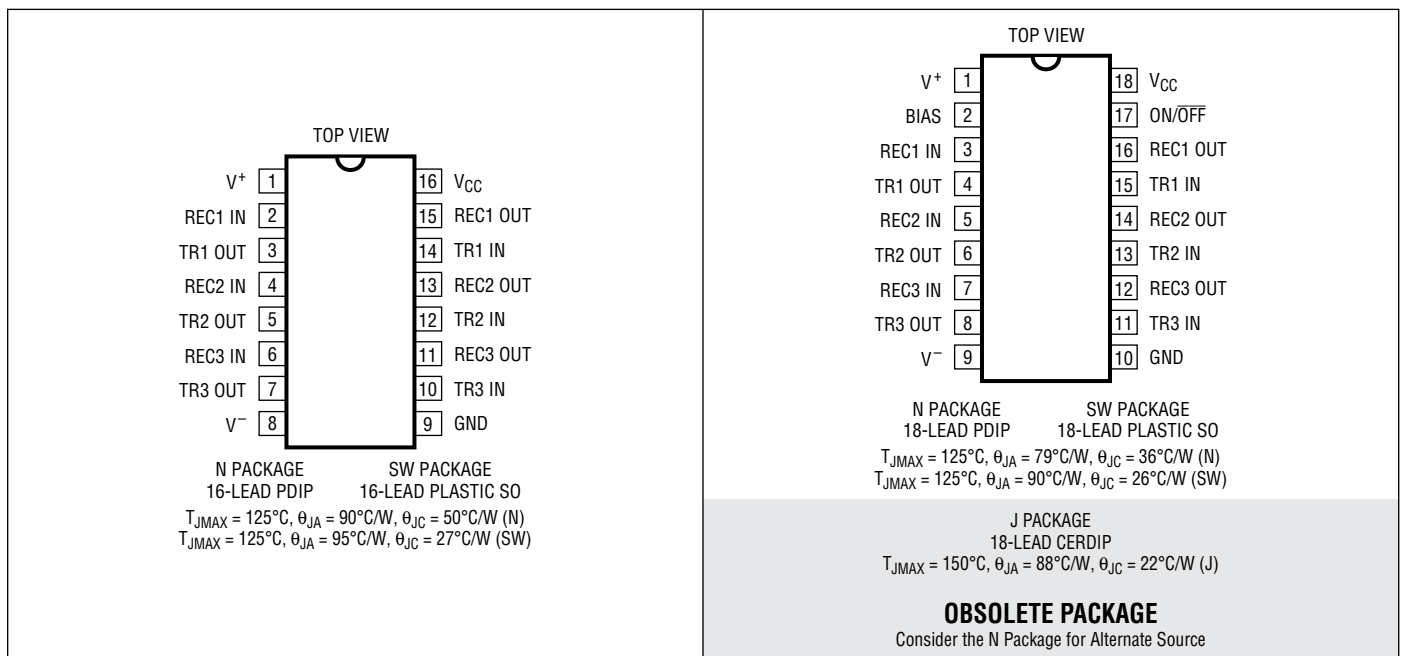 TOP VIEW
V+ 1 16 VCC
REC1 IN 2 15 REC1 OUT
TR1 OUT 3 14 TR1 IN
REC2 IN 4 13 REC2 OUT
TR2 OUT 5 12 TR2 IN
REC3 IN 6 11 REC3 OUT
TR3 OUT 7 10 TR3 IN
V− 8 9 GND
N PACKAGE SW PACKAGE
16-LEAD PDIP 16-LEAD PLASTIC SO
TJMAX = 125°C, θJA = 90°C/W, θJC = 50°C/W (N)
TJMAX = 125°C, θJA = 95°C/W, θJC = 27°C/W (SW)
TOP VIEW
V+ 1 18 VCC
BIAS 2 17 ON/O̅F̅F̅
REC1 IN 3 16 REC1 OUT
TR1 OUT 4 15 TR1 IN
REC2 IN 5 14 REC2 OUT
TR2 OUT 6 13 TR2 IN
REC3 IN 7 12 REC3 OUT
TR3 OUT 8 11 TR3 IN
V− 9 10 GND
N PACKAGE SW PACKAGE
18-LEAD PDIP 18-LEAD PLASTIC SO
TJMAX = 125°C, θJA = 79°C/W, θJC = 36°C/W (N)
TJMAX = 125°C, θJA = 90°C/W, θJC = 26°C/W (SW)
J PACKAGE
18-LEAD CERDIP
TJMAX = 150°C, θJA = 88°C/W, θJC = 22°C/W (J)
OBSOLETE PACKAGE
Consider the N Package for Alternate Source